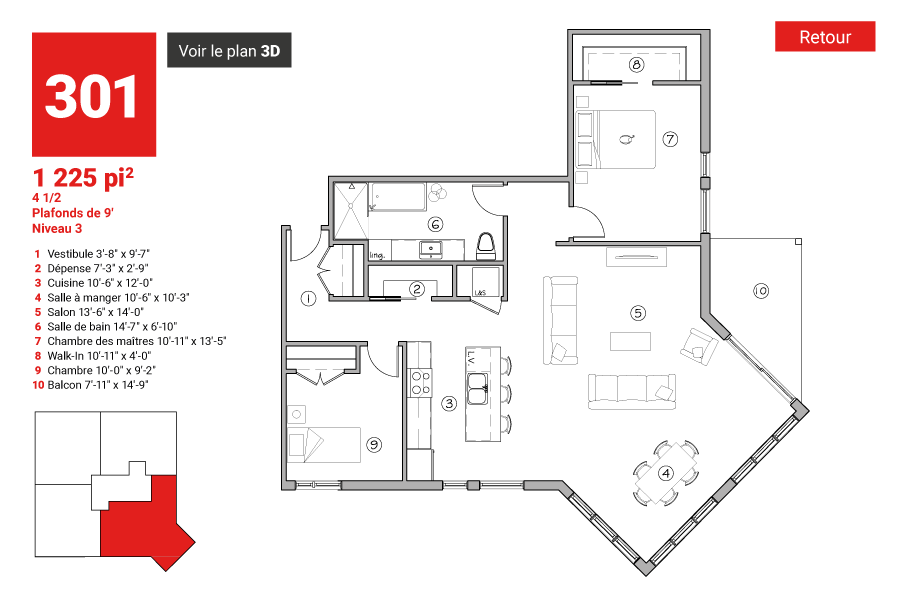 301
Voir le plan 3D
Retour
1 225 pi²
4 1/2
Plafonds de 9'
Niveau 3
1 Vestibule 3'-8" x 9'-7"
2 Dépense 7'-3" x 2'-9"
3 Cuisine 10'-6" x 12'-0"
4 Salle à manger 10'-6" x 10'-3"
5 Salon 13'-6" x 14'-0"
6 Salle de bain 14'-7" x 6'-10"
7 Chambre des maîtres 10'-11" x 13'-5"
8 Walk-In 10'-11" x 4'-0"
9 Chambre 10'-0" x 9'-2"
10 Balcon 7'-11" x 14'-9"
8
7
6
ling.
1
2
L&S
10
5
L.V.
3
9
4